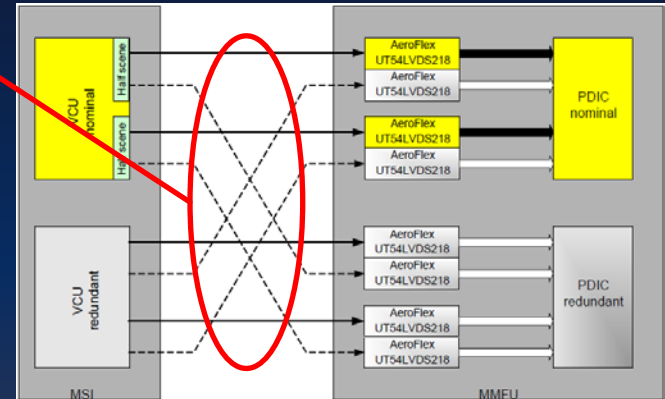 VCU
nominal
Half scene
Half scene
VCU
redundant
MSI
AeroFlex
UT54LVDS218
AeroFlex
UT54LVDS218
AeroFlex
UT54LVDS218
AeroFlex
UT54LVDS218
AeroFlex
UT54LVDS218
AeroFlex
UT54LVDS218
AeroFlex
UT54LVDS218
AeroFlex
UT54LVDS218
PDIC
nominal
PDIC
redundant
MMFU